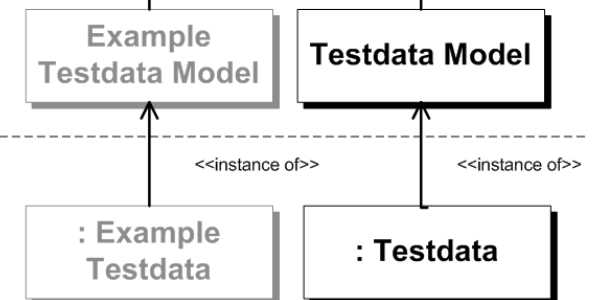 Example
Testdata Model
Testdata Model
<<instance of>>
<<instance of>>
: Example
Testdata
: Testdata